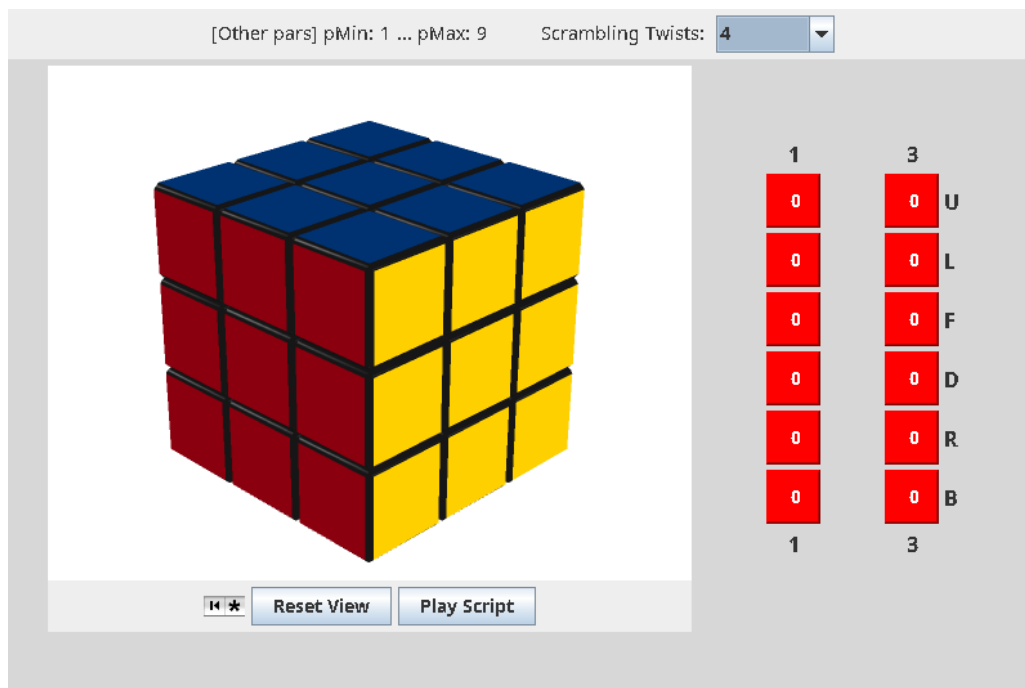 [Other pars] pMin: 1 ... pMax: 9 Scrambling Twists: 4
1 3
0 0 U
0 0 L
0 0 F
0 0 D
0 0 R
0 0 B
1 3
Reset View Play Script